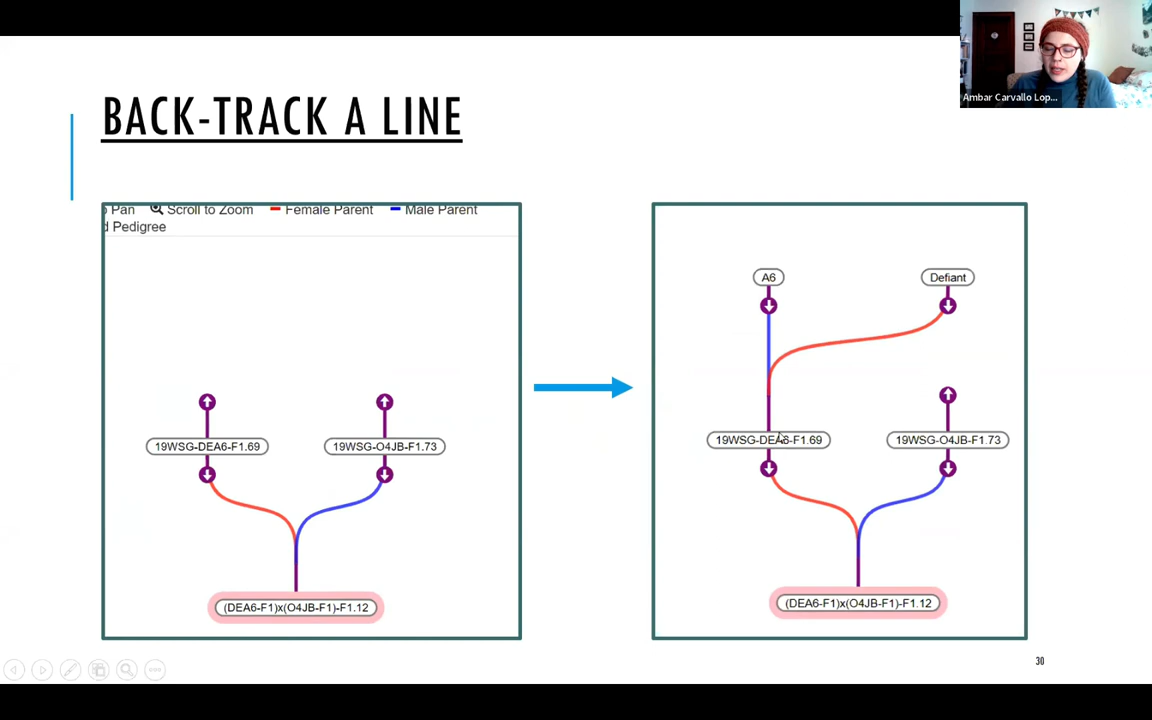 Ambar Carvallo Lop...
BACK-TRACK A LINE
Pan Scroll to Zoom Female Parent Male Parent
d Pedigree
19WSG-DEA6-F1.69 19WSG-O4JB-F1.73
(DEA6-F1)x(O4JB-F1)-F1.12
A6 Defiant
19WSG-DEA6-F1.69 19WSG-O4JB-F1.73
(DEA6-F1)x(O4JB-F1)-F1.12
30